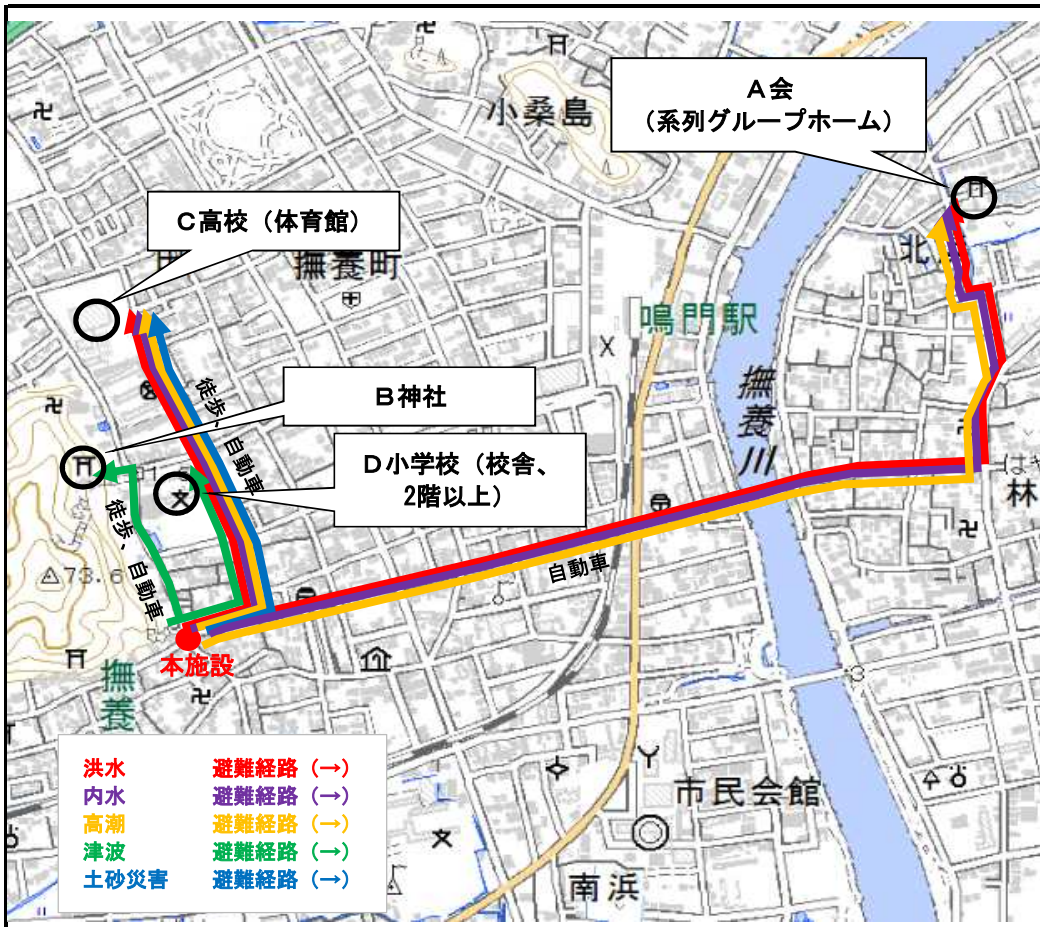 小桑島
A会
(系列グループホーム)
C高校（体育館）
撫養町
鳴門駅
北
B神社
撫養川
D小学校（校舎、
2階以上）
徒歩、自動車
徒歩、自動車
73.6
自動車
林
本施設
撫養
市民会館
南浜
洪水 避難経路（→）
内水 避難経路（→）
高潮 避難経路（→）
津波 避難経路（→）
土砂災害 避難経路（→）